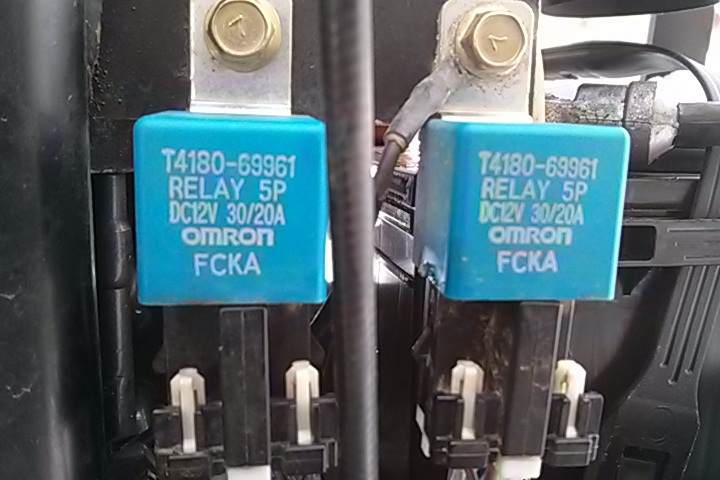 T4180-69961
RELAY 5P
DC12V 30/20A
OMRON
FCKA
T4180-69961
RELAY 5P
DC12V 30/20A
OMRON
FCKA